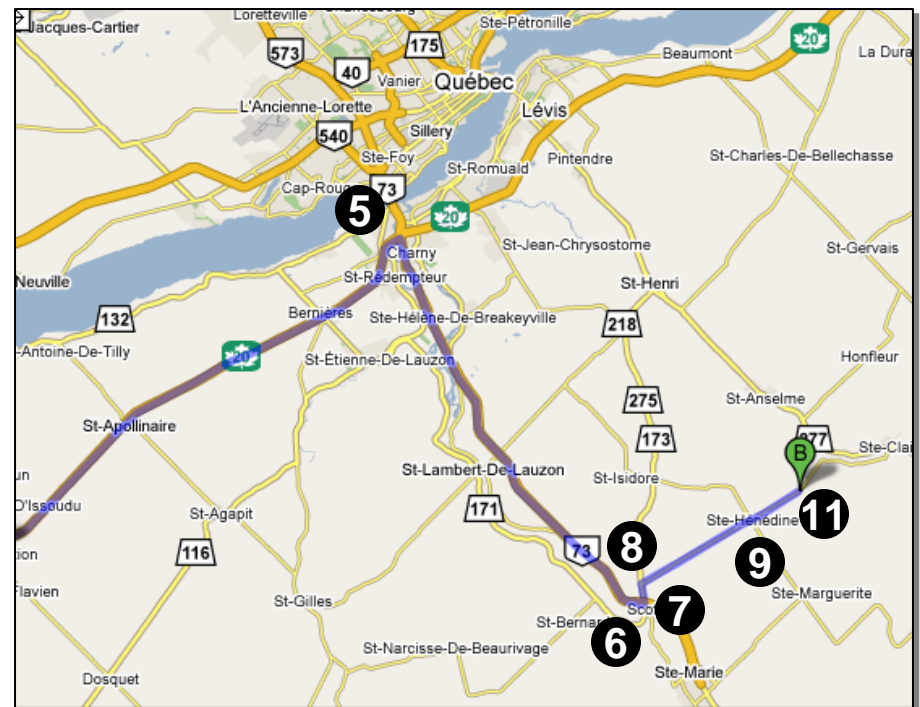 Jacques-Cartier
Loretteville
Ste-Pétronille
573
175
20
Beaumont
La Dura
40
Vanier
Québec
L'Ancienne-Lorette
Lévis
540
Sillery
Ste-Foy
St-Romuald
Pintendre
St-Charles-De-Bellechasse
Cap-Roug
73
5
20
Charny
St-Jean-Chrysostome
St-Gervais
Neuville
St-Rédempteur
St-Henri
132
Bernières
Ste-Hélène-De-Breakeyville
218
-Antoine-De-Tilly
20
St-Étienne-De-Lauzon
Honfleur
275
St-Anselme
St-Apollinaire
173
277
B
Ste-Clai
un
St-Lambert-De-Lauzon
St-Isidore
D'Issoudu
St-Agapit
171
Ste-Hénédine
11
tion
116
73
8
9
Flavien
St-Gilles
Ste-Marguerite
Scot
7
St-Bernar
6
St-Narcisse-De-Beaurivage
Dosquet
Ste-Marie